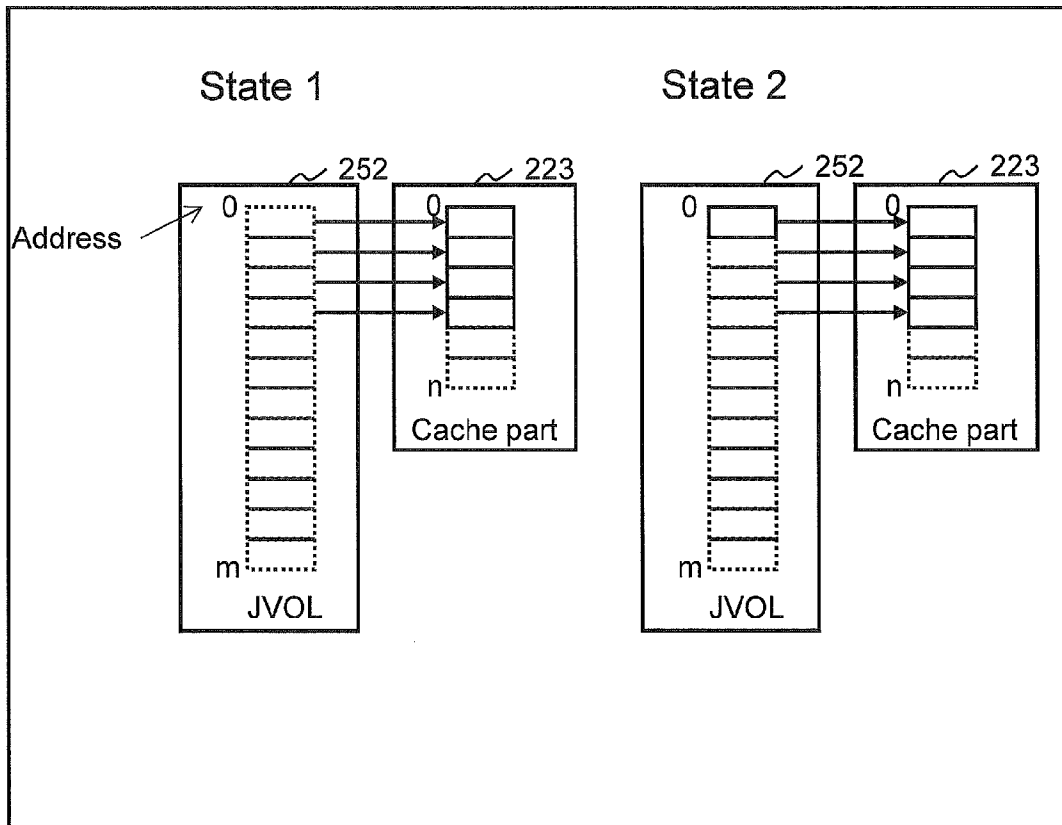 State 1
State 2
252
223
252
223
0
0
0
0
Address
n
n
Cache part
Cache part
m
m
JVOL
JVOL